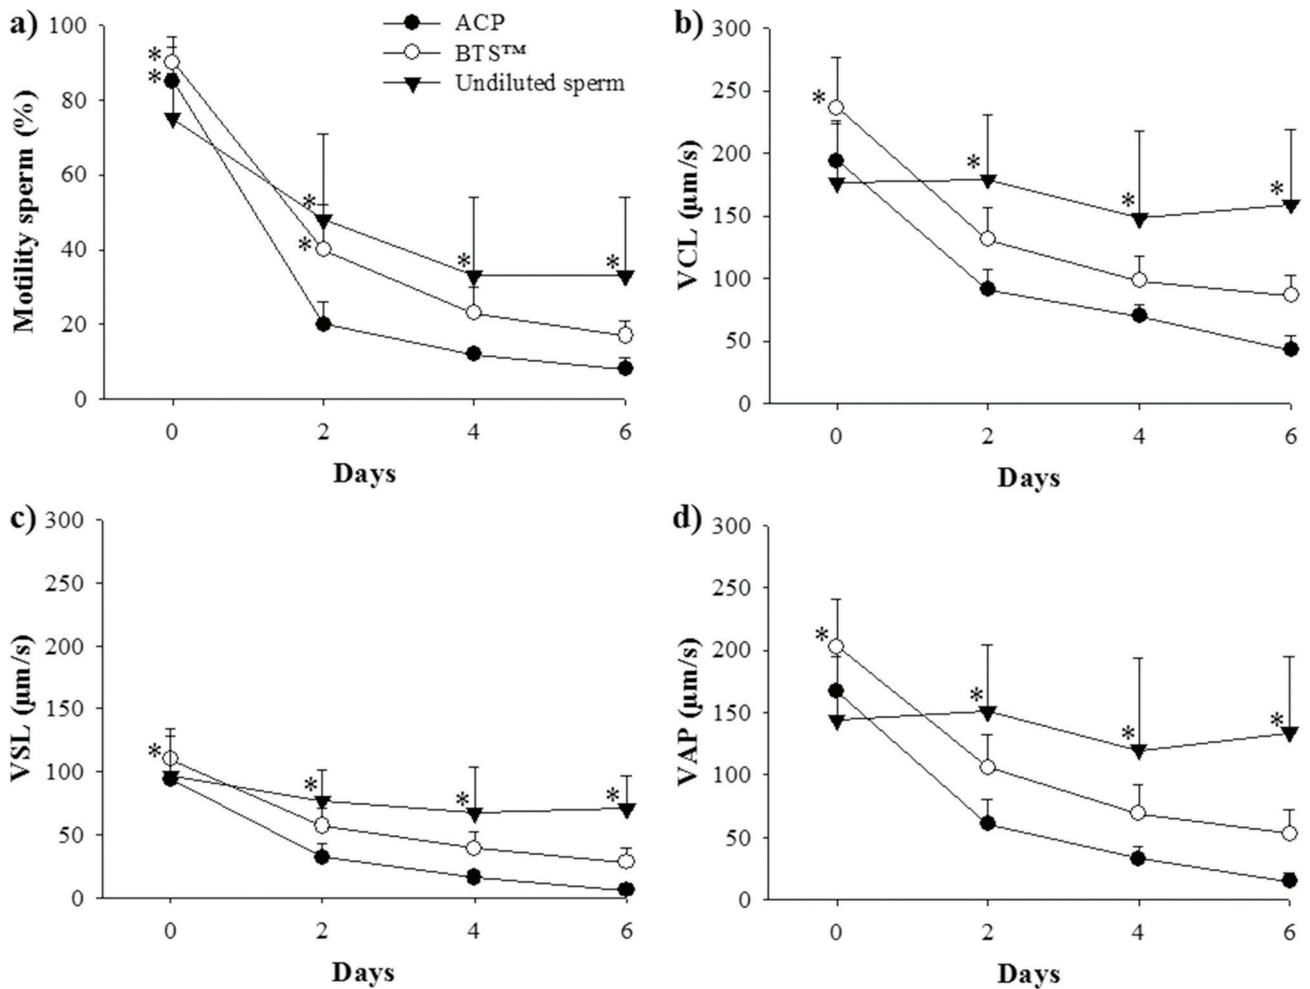 a)
ACP
BTS™
Undiluted sperm
100
80
60
40
20
0
Motility sperm (%)
*
*
*
*
*
*
0 2 4 6
Days
b)
300
250
200
150
100
50
0
VCL (µm/s)
*
*
*
*
0 2 4 6
Days
c)
300
250
200
150
100
50
0
VSL (µm/s)
*
*
*
*
0 2 4 6
Days
d)
300
250
200
150
100
50
0
VAP (µm/s)
*
*
*
*
0 2 4 6
Days